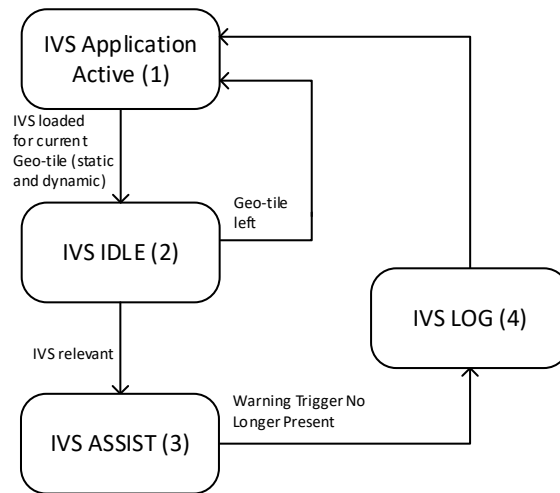 IVS Application
Active (1)
IVS loaded
for current
Geo-tile (static
and dynamic)
Geo-tile
left
IVS IDLE (2)
IVS LOG (4)
IVS relevant
Warning Trigger No
Longer Present
IVS ASSIST (3)